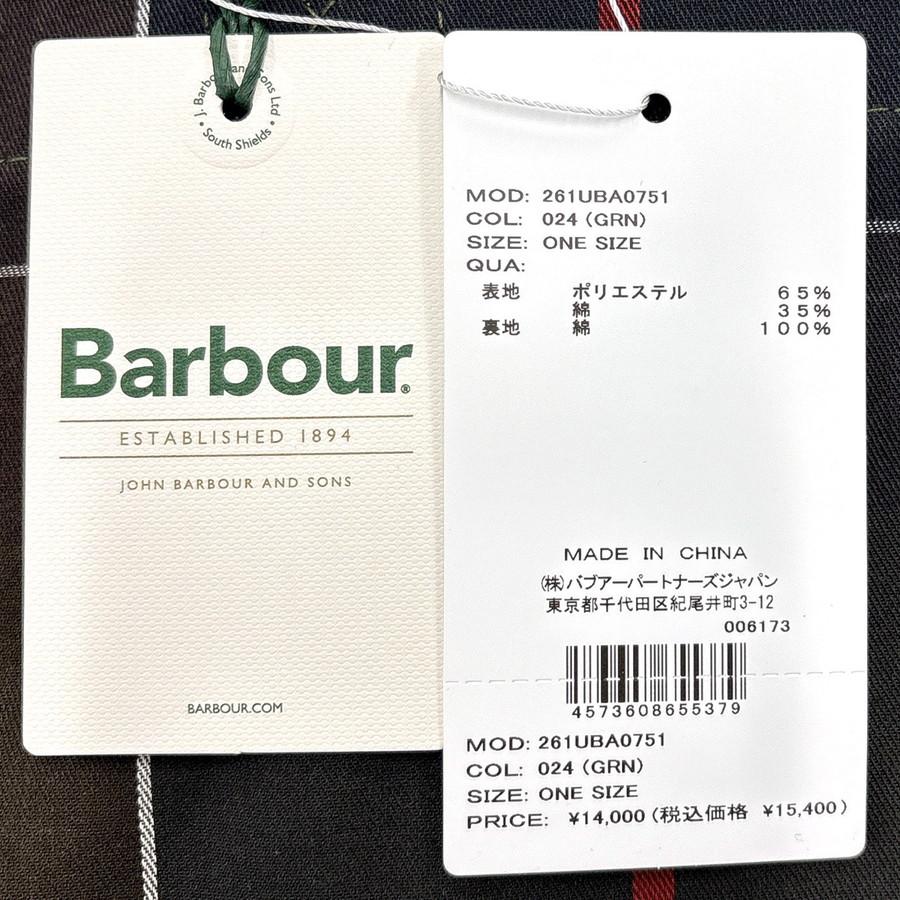 J. Barbour and Sons Ltd
• South Shields •
Barbour®
ESTABLISHED 1894
JOHN BARBOUR AND SONS
BARBOUR.COM
MOD: 261UBA0751
COL: 024 (GRN)
SIZE: ONE SIZE
QUA:
表地 ポリエステル 65%
綿 35%
裏地 綿 100%
MADE IN CHINA
(株)バブアーパートナーズジャパン
東京都千代田区紀尾井町3-12
006173
4573608655379
MOD: 261UBA0751
COL: 024 (GRN)
SIZE: ONE SIZE
PRICE: ¥14,000 (税込価格 ¥15,400)